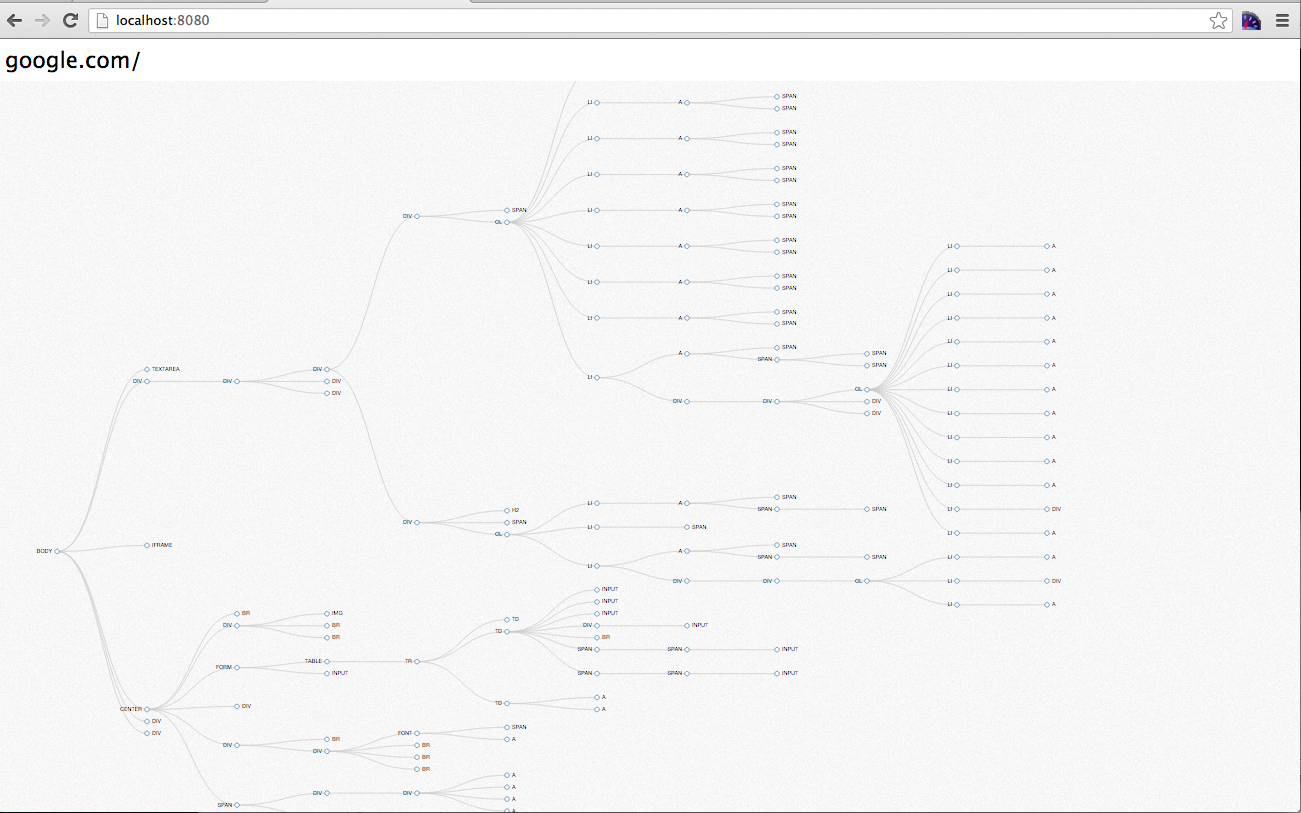 localhost:8080
google.com/
LI A SPAN
SPAN
LI A SPAN
SPAN
LI A SPAN
SPAN
LI A SPAN
DIV SPAN SPAN
OL
LI A SPAN
LI A
SPAN
LI A
LI A SPAN
SPAN
LI A
LI A SPAN
LI A
SPAN
LI A
A SPAN SPAN
SPAN
TEXTAREA DIV SPAN LI A
LI
DIV DIV DIV OL LI A
DIV
DIV DIV DIV LI A
DIV
LI A
LI A
LI A
LI A SPAN
H2 SPAN SPAN LI DIV
DIV SPAN LI SPAN
OL LI A
IFRAME A SPAN
BODY SPAN SPAN LI A
LI
DIV DIV OL LI DIV
INPUT
INPUT LI A
BR IMG INPUT
TD
DIV BR DIV INPUT
TD
BR BR
SPAN SPAN INPUT
TABLE TR
FORM
INPUT SPAN SPAN INPUT
A
DIV TD
CENTER A
DIV
SPAN
DIV FONT
BR A
DIV BR
DIV
BR
BR
A
A
DIV DIV
A
SPAN
A